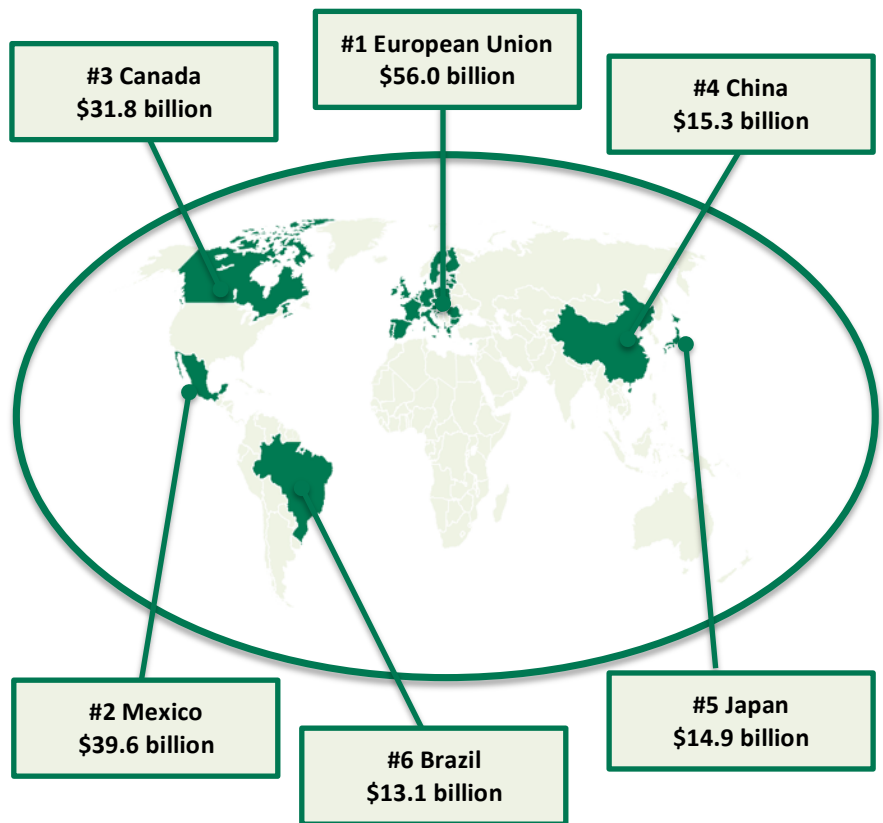 #1 European Union
$56.0 billion
#3 Canada
$31.8 billion
#4 China
$15.3 billion
#2 Mexico
$39.6 billion
#5 Japan
$14.9 billion
#6 Brazil
$13.1 billion